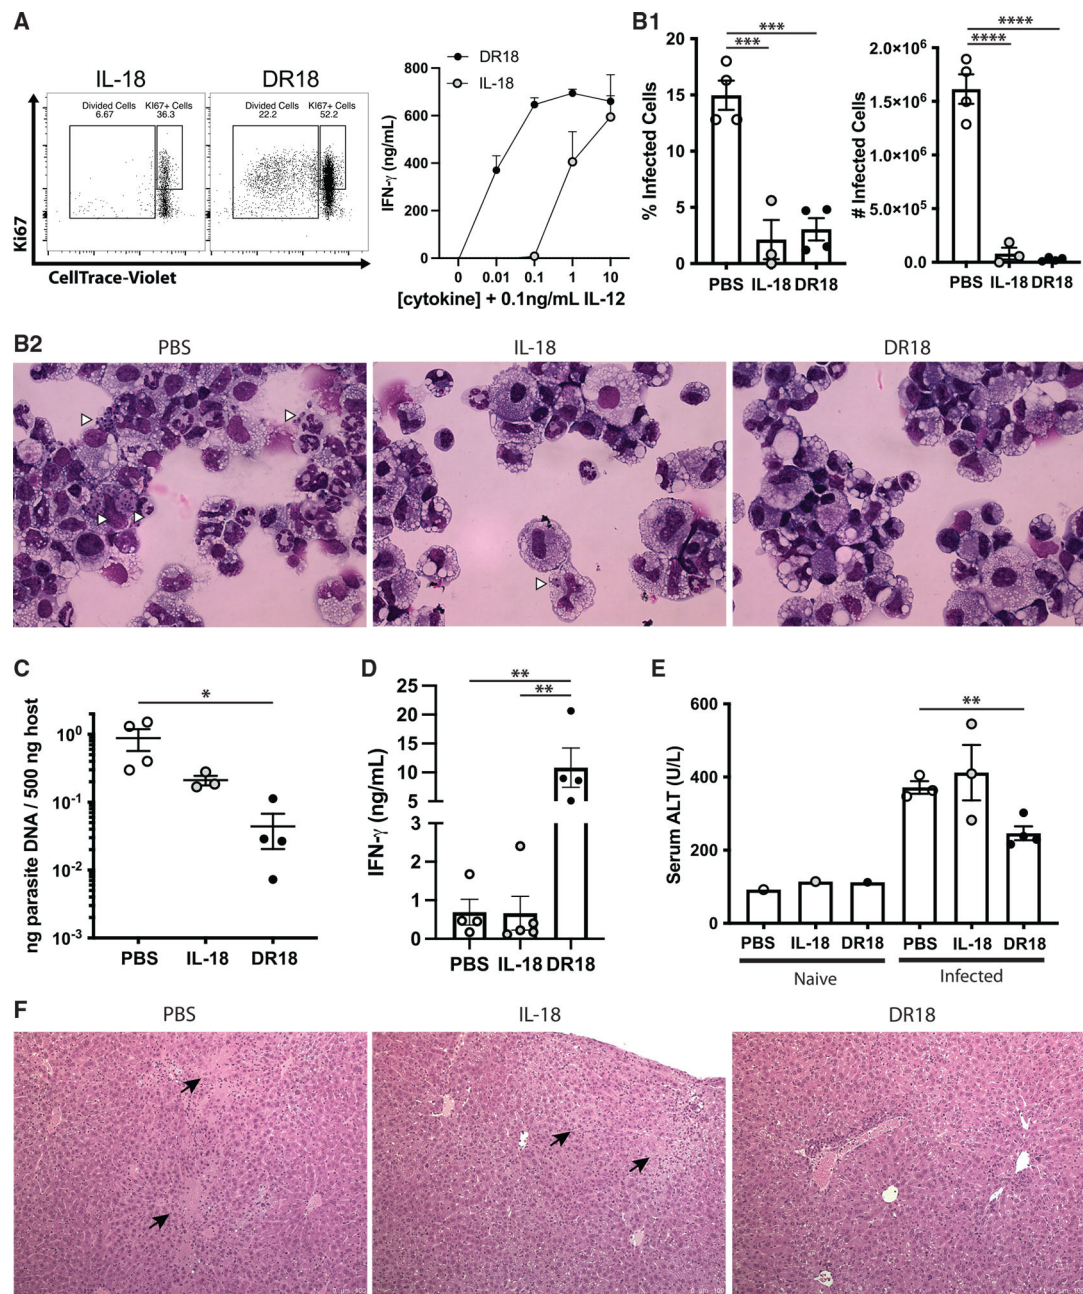 A
IL-18
DR18
Divided Cells
6.67
KI67+ Cells
36.3
Divided Cells
22.2
KI67+ Cells
52.2
Ki67
CellTrace-Violet
DR18
IL-18
IFN-γ (ng/mL)
800
600
400
200
0
0 0.01 0.1 1 10
[cytokine] + 0.1ng/mL IL-12
B1
***
***
% Infected Cells
20
15
10
5
0
PBS IL-18 DR18
****
****
# Infected Cells
2.0×10⁶
1.5×10⁶
1.0×10⁶
5.0×10⁵
0.0
PBS IL-18 DR18
B2
PBS
IL-18
DR18
C
*
ng parasite DNA / 500 ng host
10⁰
10⁻¹
10⁻²
10⁻³
PBS IL-18 DR18
D
**
**
IFN-γ (ng/mL)
25
20
15
10
5
3
2
1
0
PBS IL-18 DR18
E
**
Serum ALT (U/L)
600
400
200
0
PBS IL-18 DR18 PBS IL-18 DR18
Naive Infected
F
PBS
IL-18
DR18